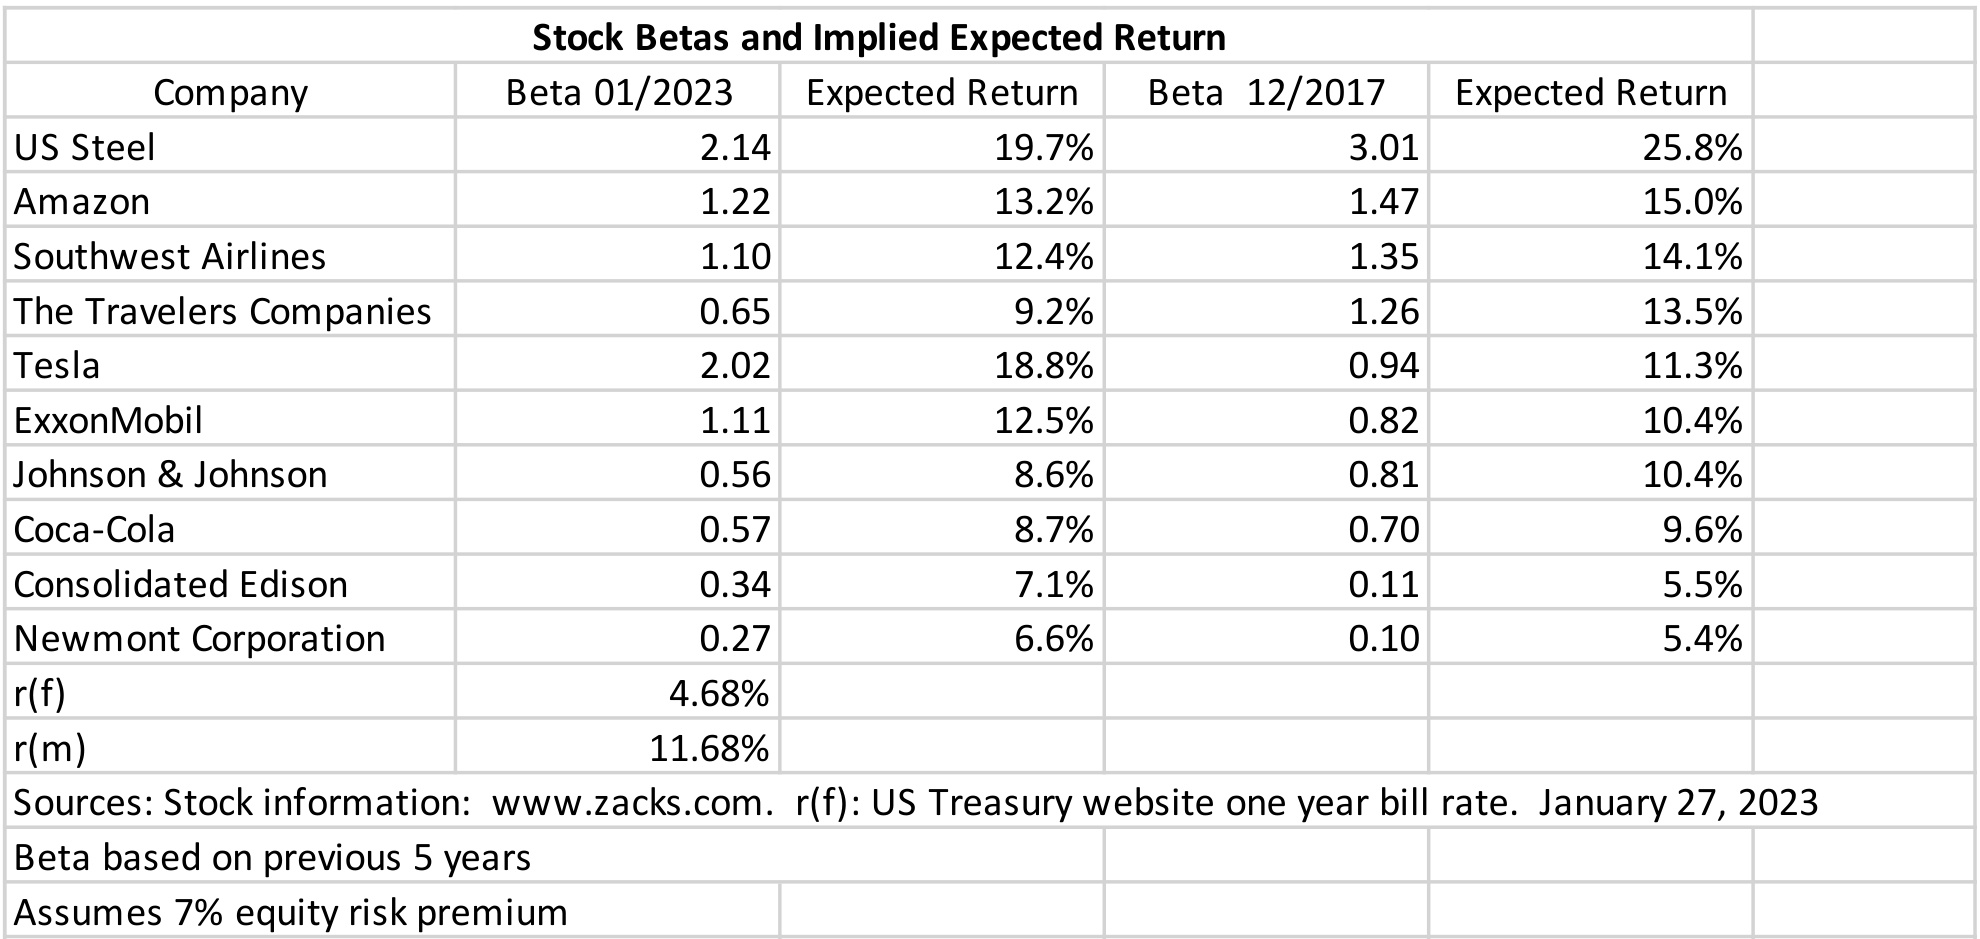 Stock Betas and Implied Expected Return
Company Beta 01/2023 Expected Return Beta 12/2017 Expected Return
US Steel 2.14 19.7% 3.01 25.8%
Amazon 1.22 13.2% 1.47 15.0%
Southwest Airlines 1.10 12.4% 1.35 14.1%
The Travelers Companies 0.65 9.2% 1.26 13.5%
Tesla 2.02 18.8% 0.94 11.3%
ExxonMobil 1.11 12.5% 0.82 10.4%
Johnson & Johnson 0.56 8.6% 0.81 10.4%
Coca-Cola 0.57 8.7% 0.70 9.6%
Consolidated Edison 0.34 7.1% 0.11 5.5%
Newmont Corporation 0.27 6.6% 0.10 5.4%
r(f) 4.68%
r(m) 11.68%
Sources: Stock information: www.zacks.com. r(f): US Treasury website one year bill rate. January 27, 2023
Beta based on previous 5 years
Assumes 7% equity risk premium